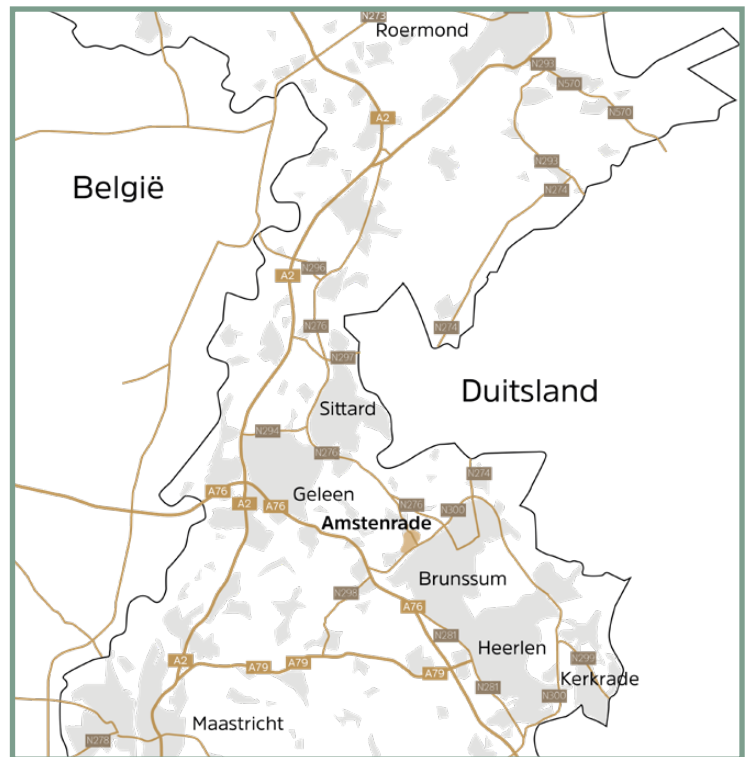 N273
Roermond
N293
N570
N570
A2
N293
België
N274
N296
A2
N276
N274
N297
Duitsland
Sittard
N294
N276
N274
A76
Geleen
A2
A76
N276
N300
Amstenrade
Brunssum
N298
A76
N281
Heerlen
A2
A79
A79
A79
N299
Kerkrade
N281
N300
Maastricht
N278